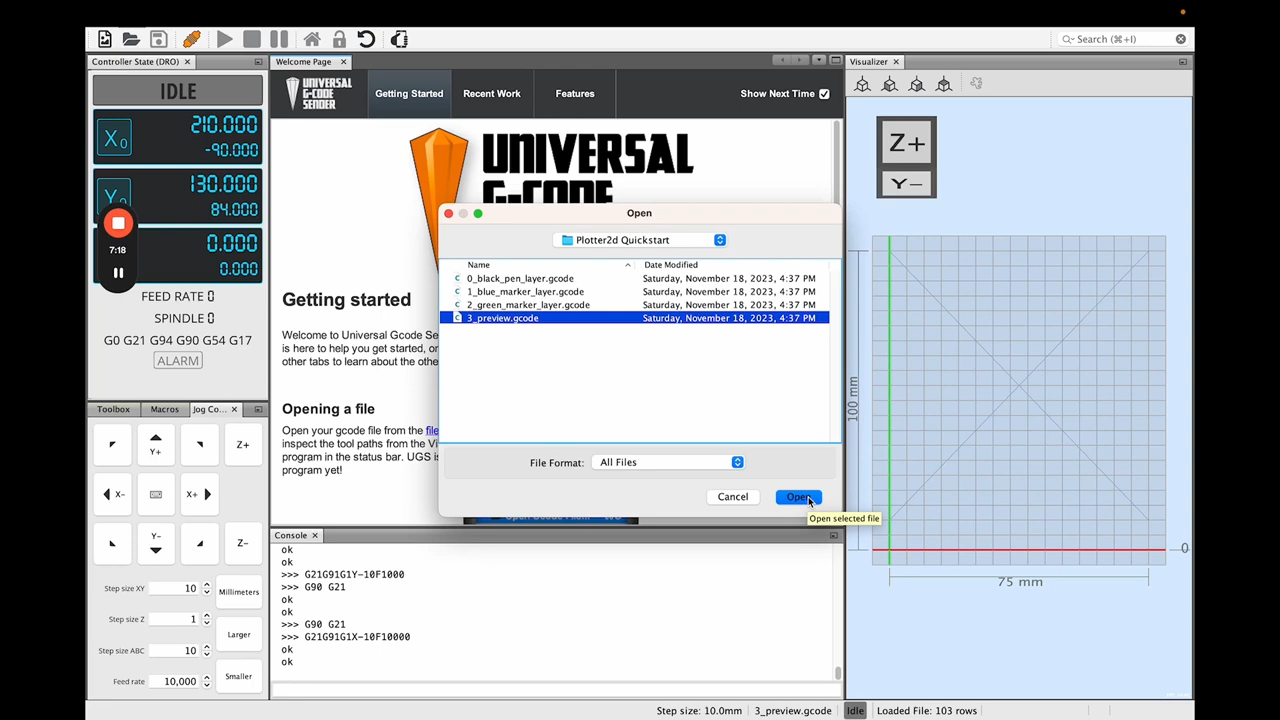 Search (⌘+I)
Controller State (DRO)
IDLE
X0
210.000
-90.000
Y
130.000
84.000
0.000
0.000
7:18
FEED RATE 0
SPINDLE 0
G0 G21 G94 G90 G54 G17
ALARM
Toolbox
Macros
Jog Co...
Y+
Z+
X-
X+
Y-
Z-
Step size XY
10
Millimeters
Step size Z
1
Larger
Step size ABC
10
Smaller
Feed rate
10,000
Welcome Page
UNIVERSAL
G-CODE
SENDER
Getting Started
Recent Work
Features
Show Next Time
UNIVERSAL
G-CODE
Getting started
Welcome to Universal Gcode Se
is here to help you get started, or
other tabs to learn about the othe
Opening a file
Open your gcode file from the file
inspect the tool paths from the Vi
program in the status bar. UGS is
program yet!
Open
Plotter2d Quickstart
Name
Date Modified
0_black_pen_layer.gcode
Saturday, November 18, 2023, 4:37 PM
1_blue_marker_layer.gcode
Saturday, November 18, 2023, 4:37 PM
2_green_marker_layer.gcode
Saturday, November 18, 2023, 4:37 PM
3_preview.gcode
Saturday, November 18, 2023, 4:37 PM
File Format:
All Files
Cancel
Open
Open selected file
Console
ok
ok
>>> G21G91G1Y-10F1000
>>> G90 G21
ok
ok
>>> G90 G21
>>> G21G91G1X-10F10000
ok
ok
Visualizer
Z+
Y–
100 mm
0
75 mm
Step size: 10.0mm
3_preview.gcode
Idle
Loaded File: 103 rows